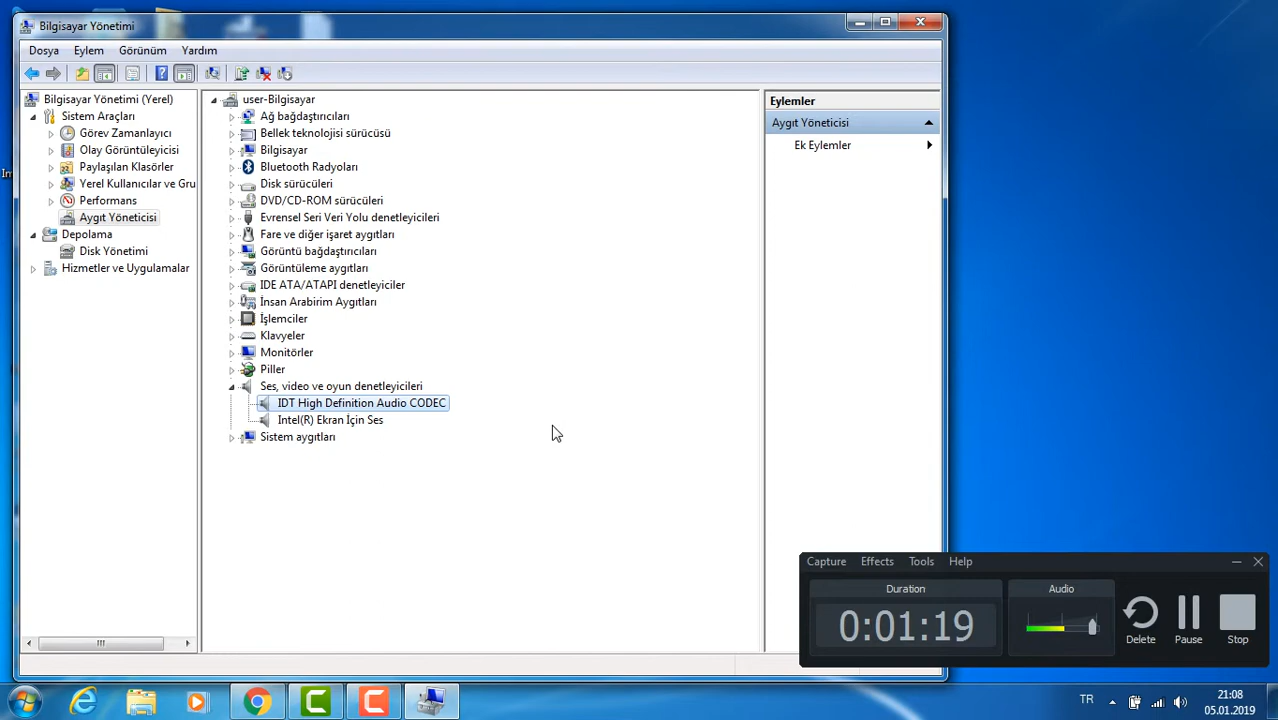 Bilgisayar Yönetimi
Dosya Eylem Görünüm Yardım
Bilgisayar Yönetimi (Yerel)
Sistem Araçları
Görev Zamanlayıcı
Olay Görüntüleyicisi
Paylaşılan Klasörler
Yerel Kullanıcılar ve Gru
Performans
Aygıt Yöneticisi
Depolama
Disk Yönetimi
Hizmetler ve Uygulamalar
user-Bilgisayar
Ağ bağdaştırıcıları
Bellek teknolojisi sürücüsü
Bilgisayar
Bluetooth Radyoları
Disk sürücüleri
DVD/CD-ROM sürücüleri
Evrensel Seri Veri Yolu denetleyicileri
Fare ve diğer işaret aygıtları
Görüntü bağdaştırıcıları
Görüntüleme aygıtları
IDE ATA/ATAPI denetleyiciler
İnsan Arabirim Aygıtları
İşlemciler
Klavyeler
Monitörler
Piller
Ses, video ve oyun denetleyicileri
IDT High Definition Audio CODEC
Intel(R) Ekran İçin Ses
Sistem aygıtları
Eylemler
Aygıt Yöneticisi
Ek Eylemler
Capture Effects Tools Help
Duration
0:01:19
Audio
Delete
Pause
Stop
TR
21:08
05.01.2019